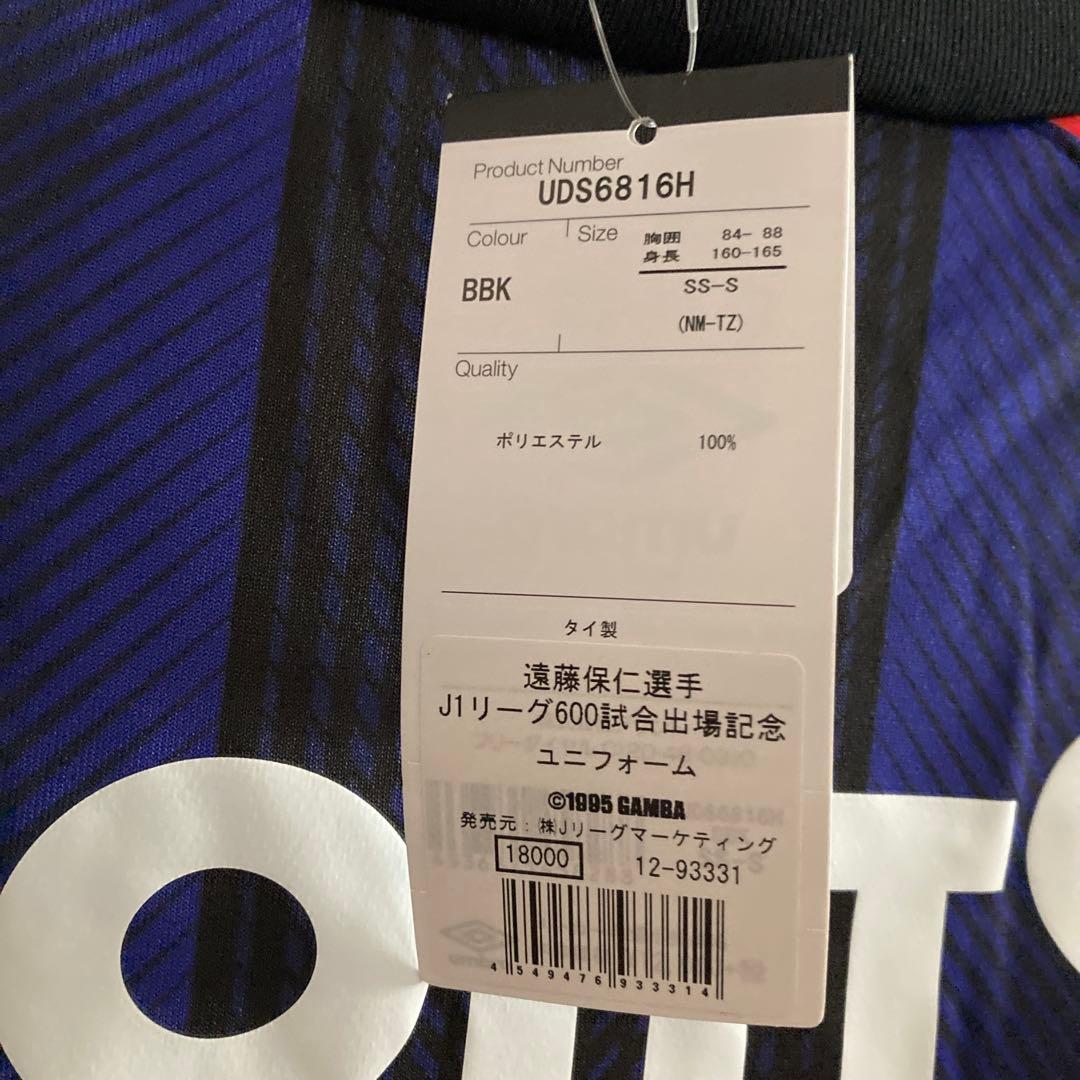 Product Number
UDS6816H
Colour
Size
胸囲 84- 88
身長 160-165
BBK
SS-S
(NM-TZ)
Quality
ポリエステル 100%
タイ製
遠藤保仁選手
J1リーグ600試合出場記念
ユニフォーム
©1995 GAMBA
発売元:㈱Jリーグマーケティング
18000 12-93331
4 549476 933314